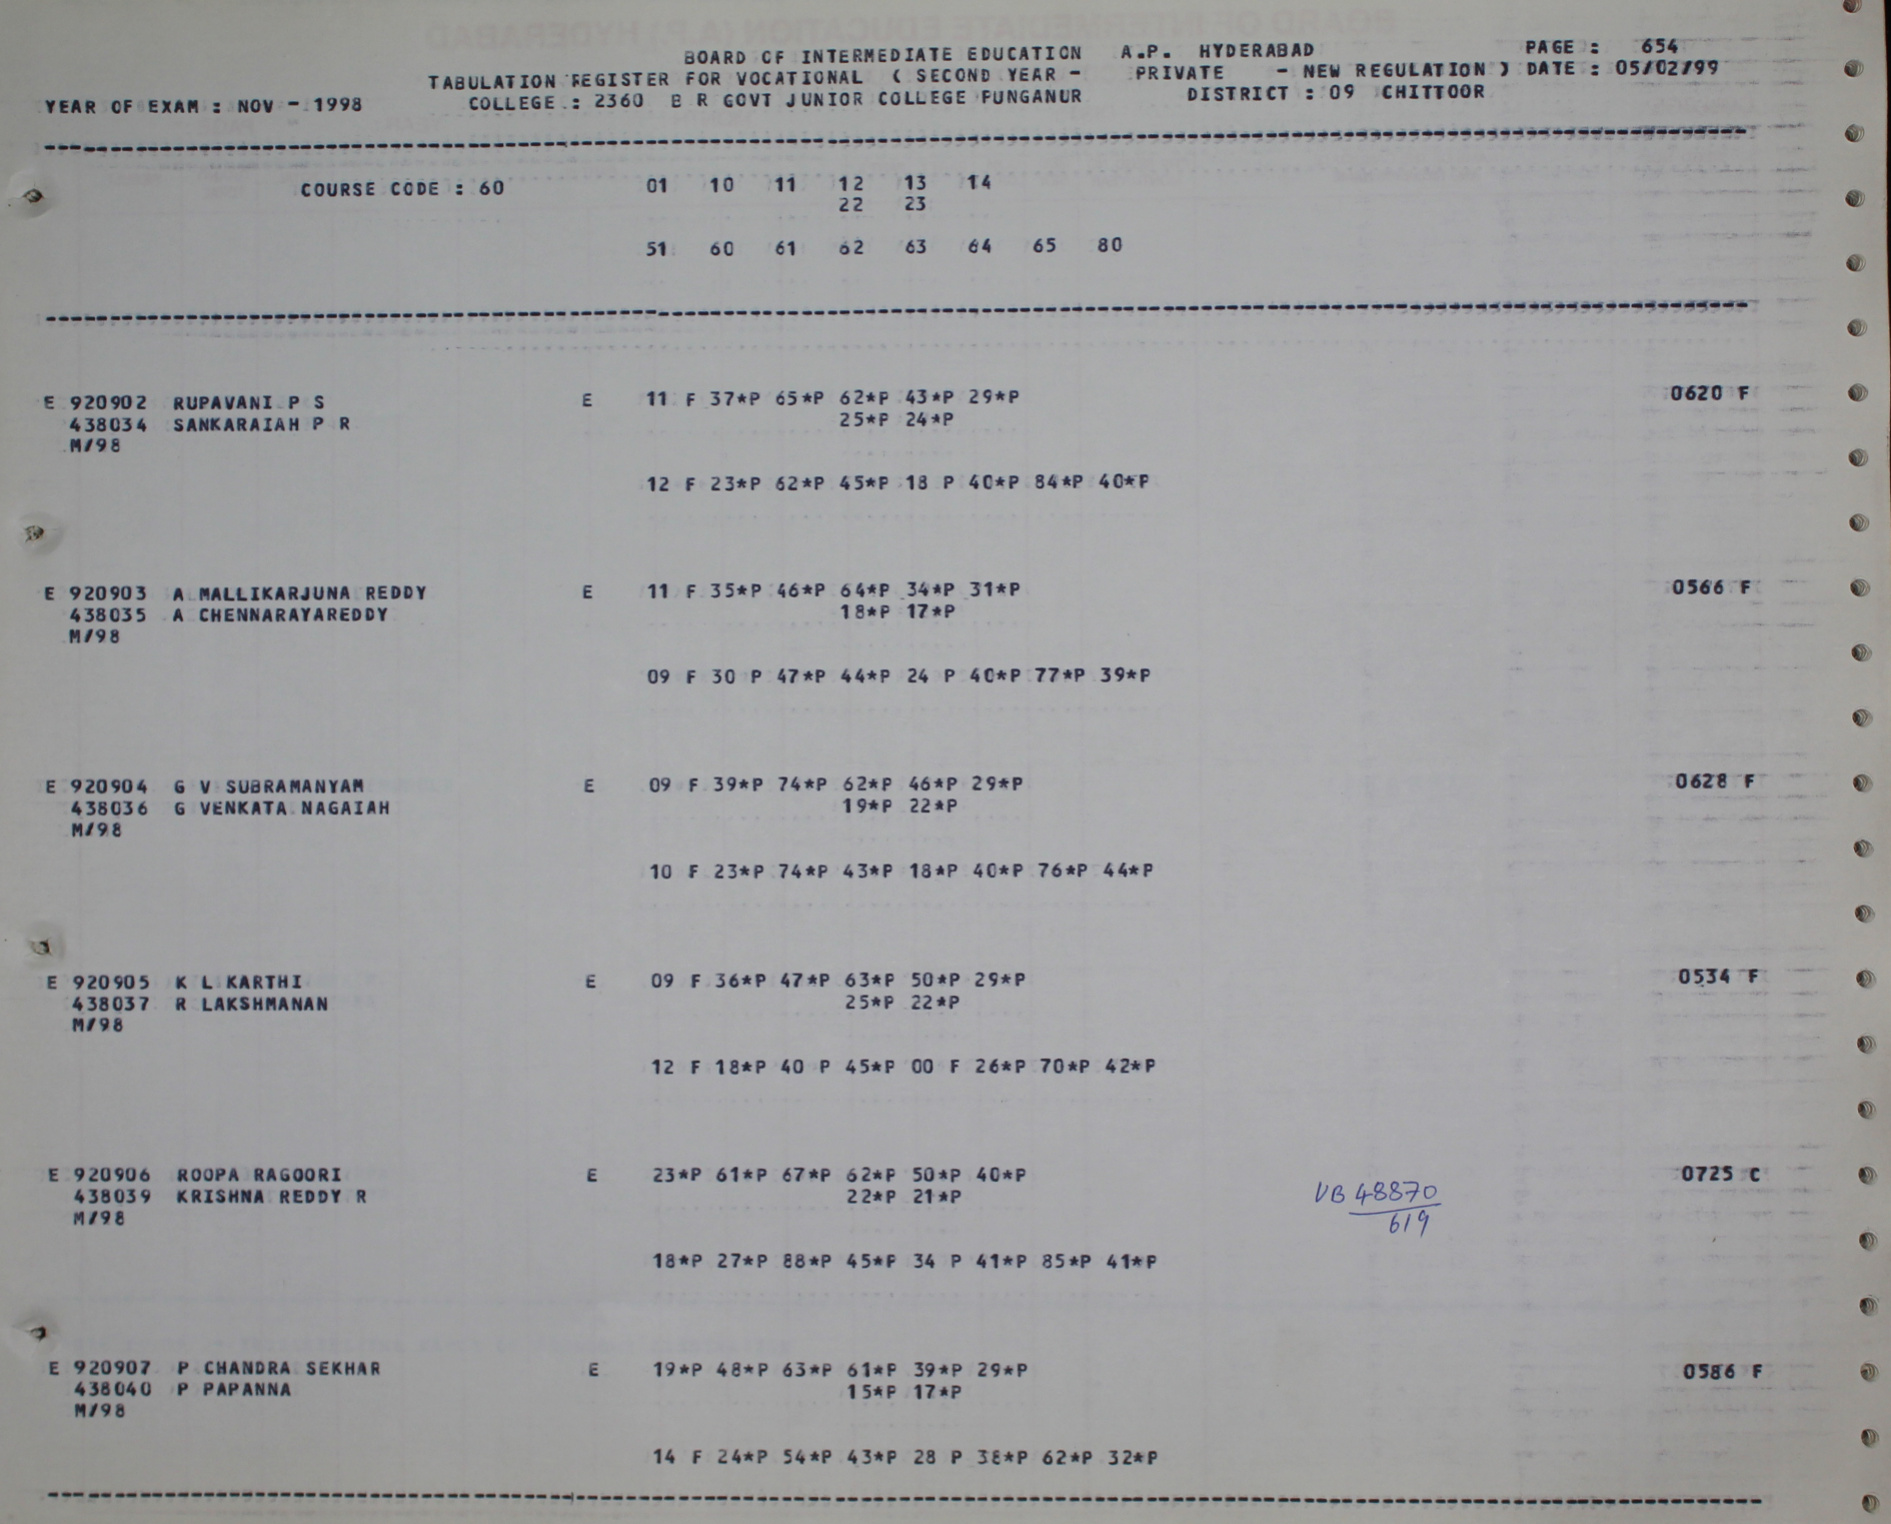 BOARD OF INTERMEDIATE EDUCATION A.P. HYDERABAD PAGE : 654
TABULATION REGISTER FOR VOCATIONAL ( SECOND YEAR - PRIVATE - NEW REGULATION ) DATE : 05/02/99
YEAR OF EXAM : NOV - 1998 COLLEGE : 2360 B R GOVT JUNIOR COLLEGE PUNGANUR DISTRICT : 09 CHITTOOR
COURSE CODE : 60 01 10 11 12 13 14
22 23
51 60 61 62 63 64 65 80
E 920902 RUPAVANI P S E 11 F 37*P 65*P 62*P 43*P 29*P 0620 F
438034 SANKARAIAH P R 25*P 24*P
M/98
12 F 23*P 62*P 45*P 18 P 40*P 84*P 40*P
E 920903 A MALLIKARJUNA REDDY E 11 F 35*P 46*P 64*P 34*P 31*P 0566 F
438035 A CHENNARAYAREDDY 18*P 17*P
M/98
09 F 30 P 47*P 44*P 24 P 40*P 77*P 39*P
E 920904 G V SUBRAMANYAM E 09 F 39*P 74*P 62*P 46*P 29*P 0628 F
438036 G VENKATA NAGAIAH 19*P 22*P
M/98
10 F 23*P 74*P 43*P 18*P 40*P 76*P 44*P
E 920905 K L KARTHI E 09 F 36*P 47*P 63*P 50*P 29*P 0534 F
438037 R LAKSHMANAN 25*P 22*P
M/98
12 F 18*P 40 P 45*P 00 F 26*P 70*P 42*P
E 920906 ROOPA RAGOORI E 23*P 61*P 67*P 62*P 50*P 40*P 0725 C
438039 KRISHNA REDDY R 22*P 21*P VB 48870
M/98 619
18*P 27*P 88*P 45*P 34 P 41*P 85*P 41*P
E 920907 P CHANDRA SEKHAR E 19*P 48*P 63*P 61*P 39*P 29*P 0586 F
438040 P PAPANNA 15*P 17*P
M/98
14 F 24*P 54*P 43*P 28 P 38*P 62*P 32*P